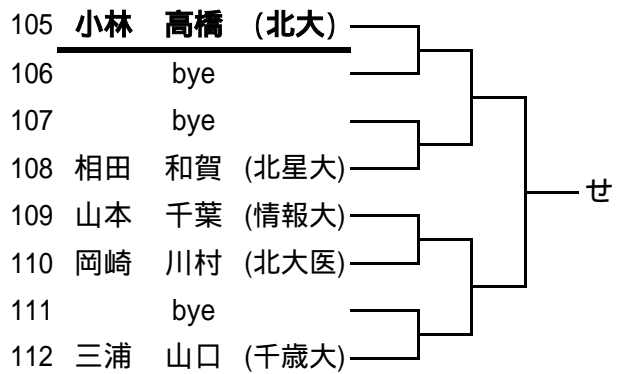 105 小林 高橋 (北大)
106 bye
107 bye
108 相田 和賀 (北星大)
109 山本 千葉 (情報大)
110 岡崎 川村 (北大医)
111 bye
112 三浦 山口 (千歳大)
せ